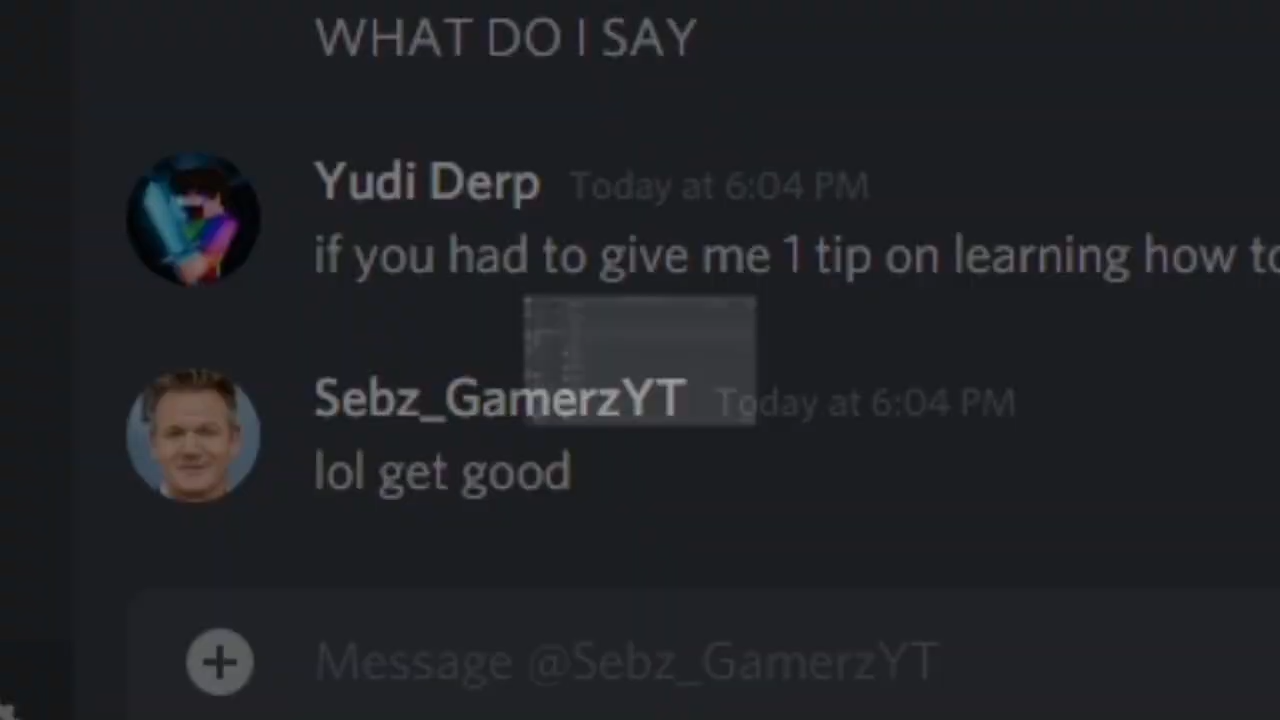 WHAT DO I SAY
Yudi Derp Today at 6:04 PM
if you had to give me 1 tip on learning how to
Sebz_GamerzYT Today at 6:04 PM
lol get good
Message @Sebz_GamerzYT